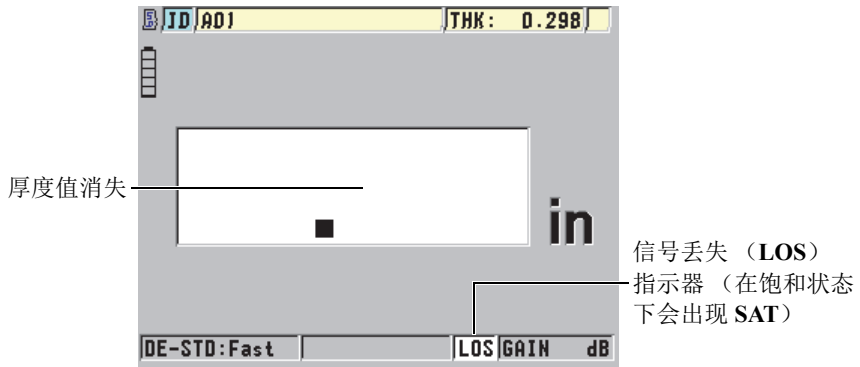 ID A01 THK: 0.298
厚度值消失
in
信号丢失 （LOS）
指示器 （在饱和状态
下会出现 SAT）
DE-STD:Fast LOS GAIN dB